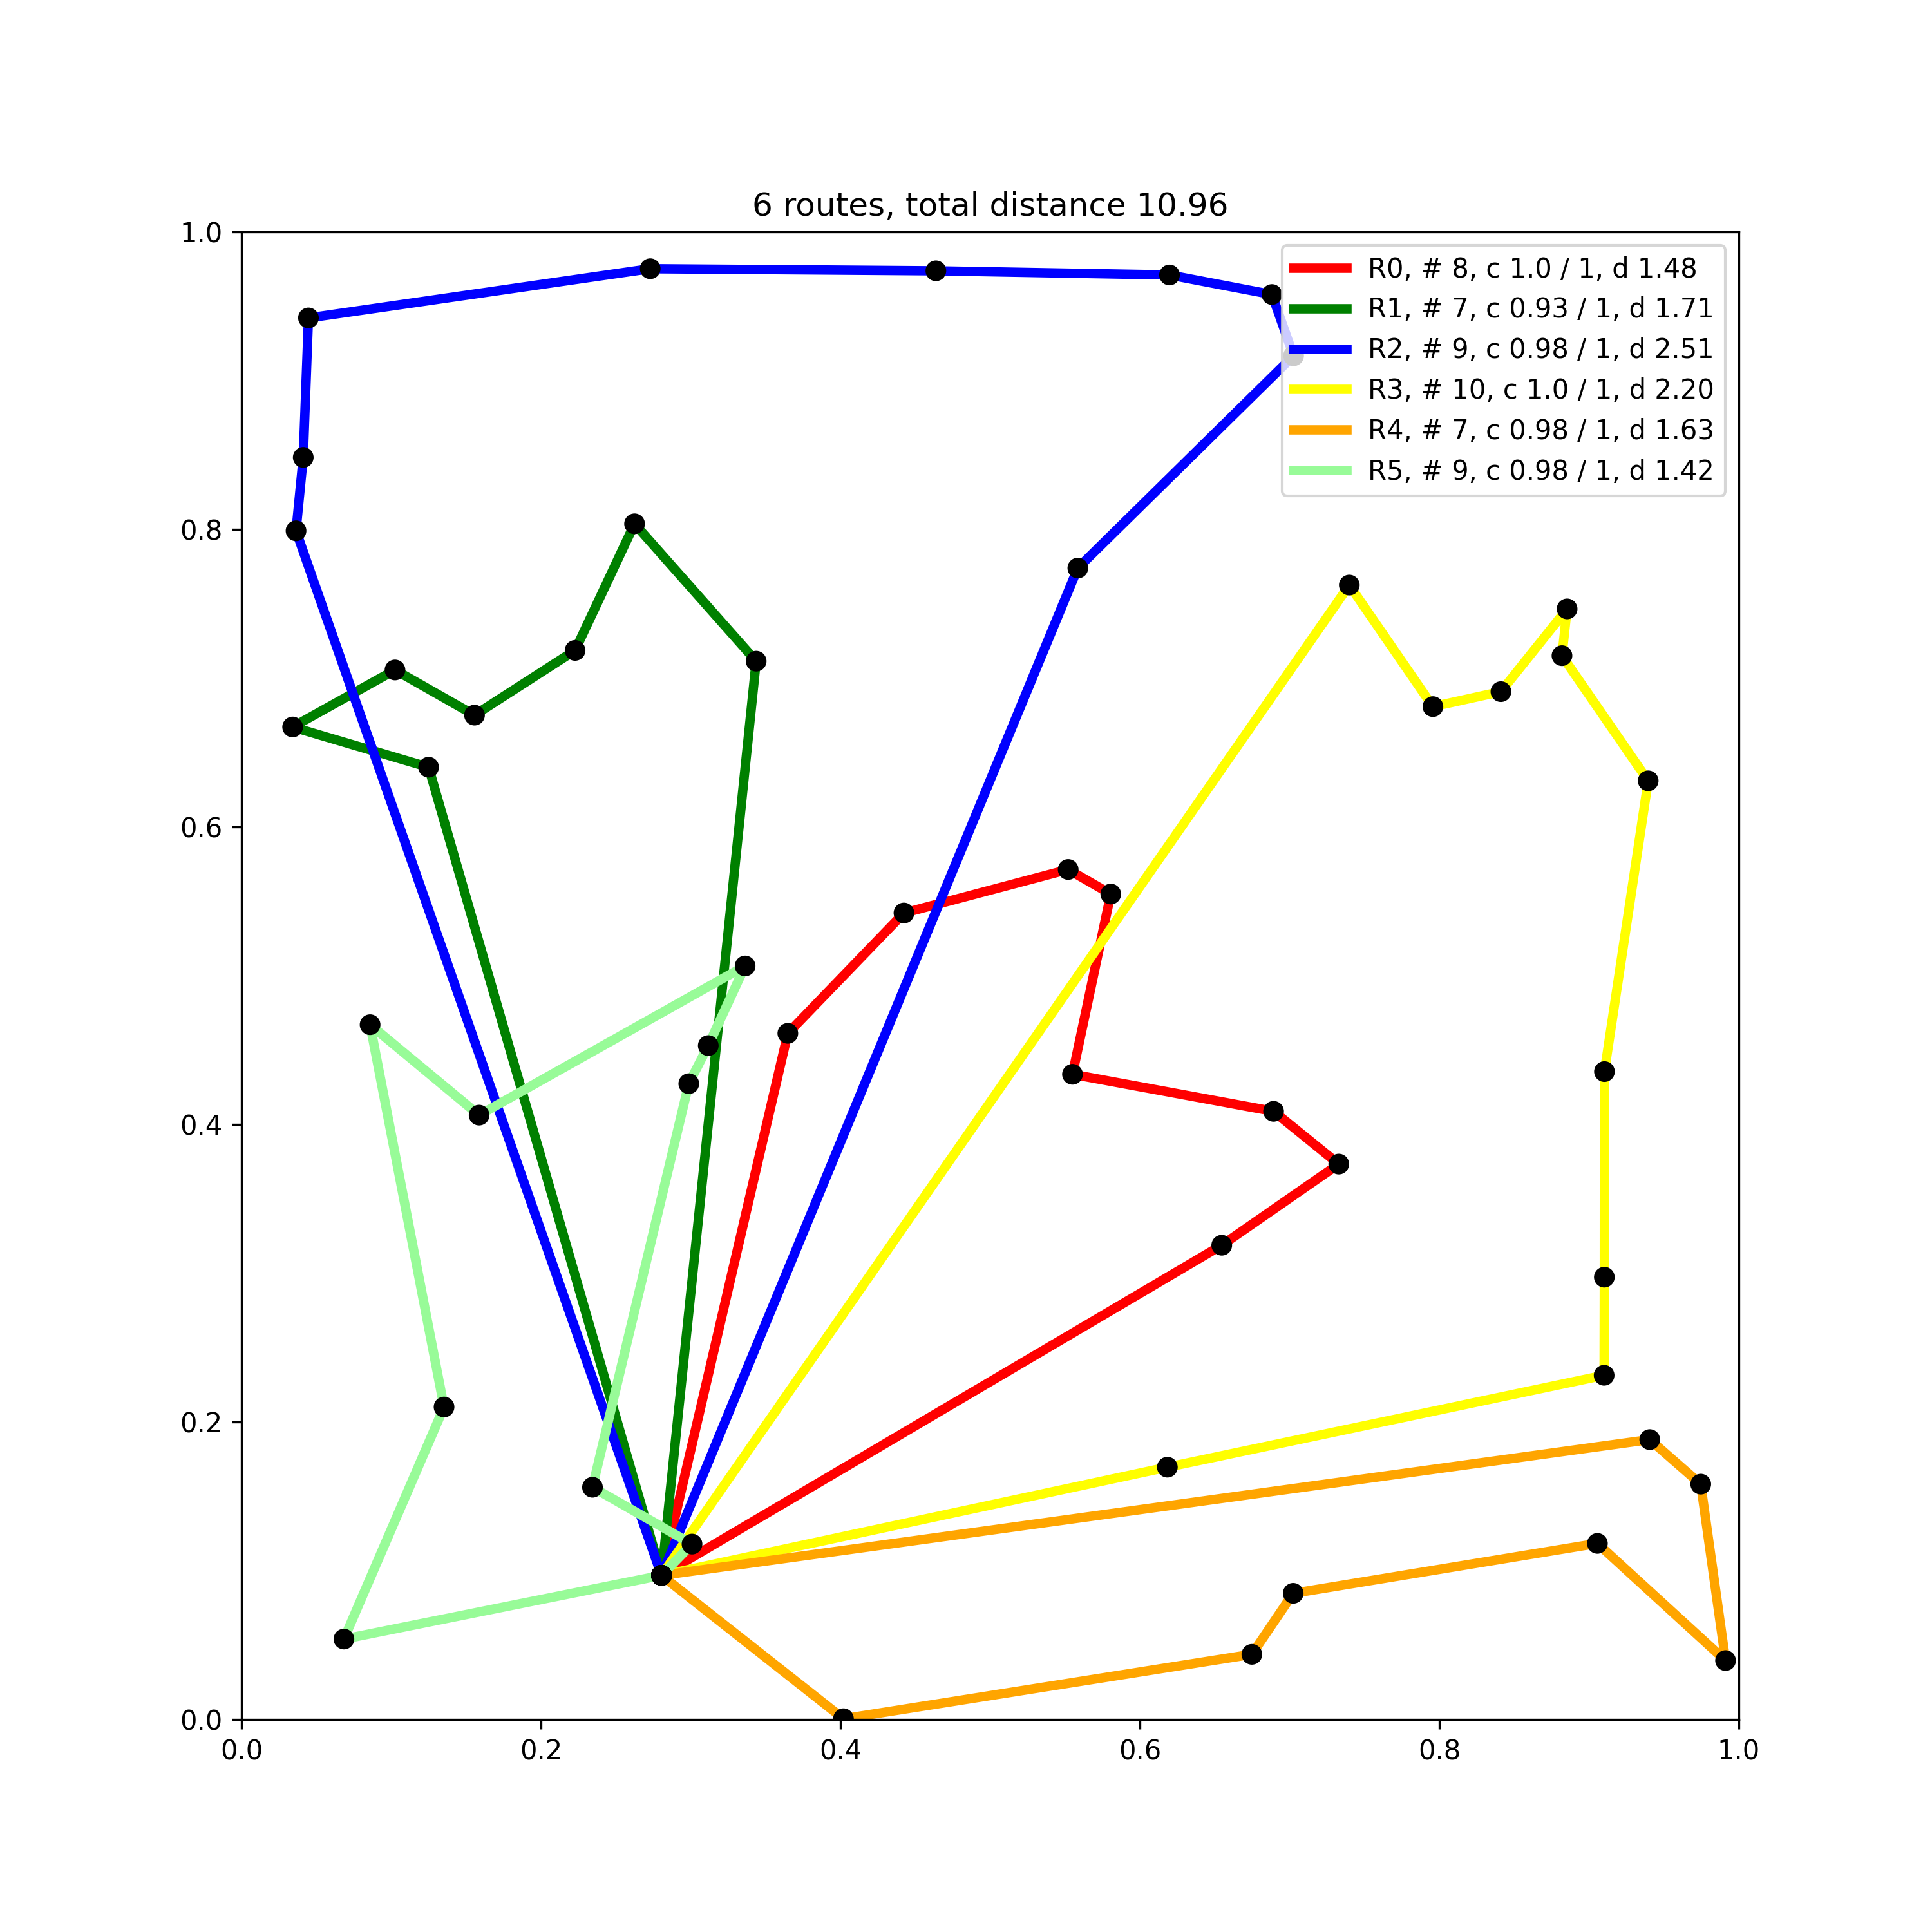 6 routes, total distance 10.96
R0, # 8, c 1.0 / 1, d 1.48
R1, # 7, c 0.93 / 1, d 1.71
R2, # 9, c 0.98 / 1, d 2.51
R3, # 10, c 1.0 / 1, d 2.20
R4, # 7, c 0.98 / 1, d 1.63
R5, # 9, c 0.98 / 1, d 1.42
1.0
0.8
0.6
0.4
0.2
0.0
0.0 0.2 0.4 0.6 0.8 1.0